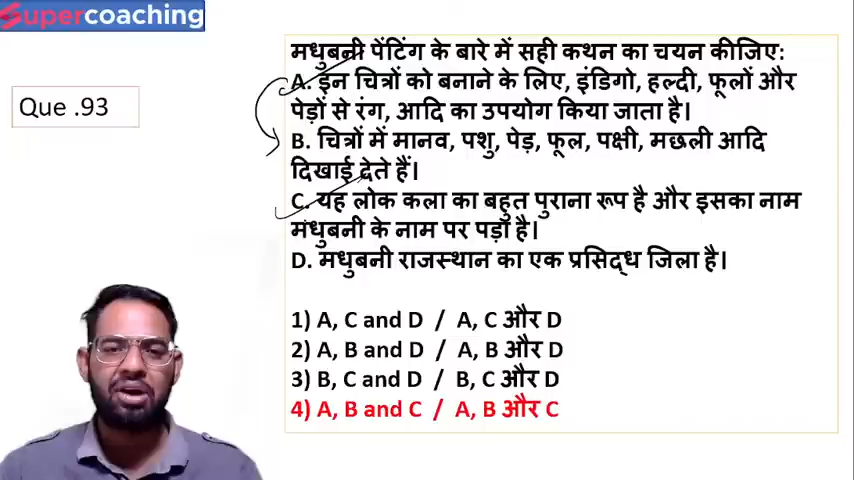 Supercoaching
मधुबनी पेंटिंग के बारे में सही कथन का चयन कीजिए:
A. इन चित्रों को बनाने के लिए, इंडिगो, हल्दी, फूलों और
पेड़ों से रंग, आदि का उपयोग किया जाता है।
Que .93
B. चित्रों में मानव, पशु, पेड़, फूल, पक्षी, मछली आदि
दिखाई देते हैं।
C. यह लोक कला का बहुत पुराना रूप है और इसका नाम
मधुबनी के नाम पर पड़ा है।
D. मधुबनी राजस्थान का एक प्रसिद्ध जिला है।
1) A, C and D / A, C और D
2) A, B and D / A, B और D
3) B, C and D / B, C और D
4) A, B and C / A, B और C